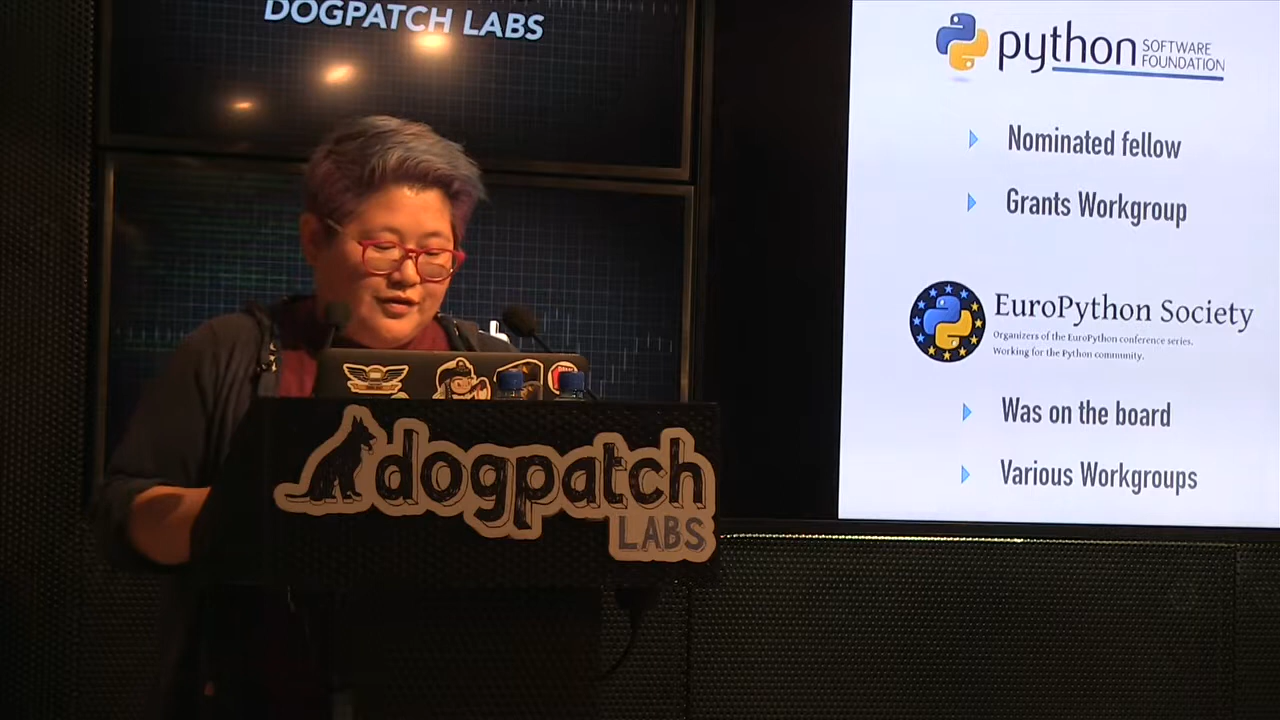 DOGPATCH LABS
python
SOFTWARE
FOUNDATION
Nominated fellow
Grants Workgroup
EuroPython Society
Organizers of the EuroPython conference series.
Working for the Python community.
Was on the board
Various Workgroups
dogpatch
LABS